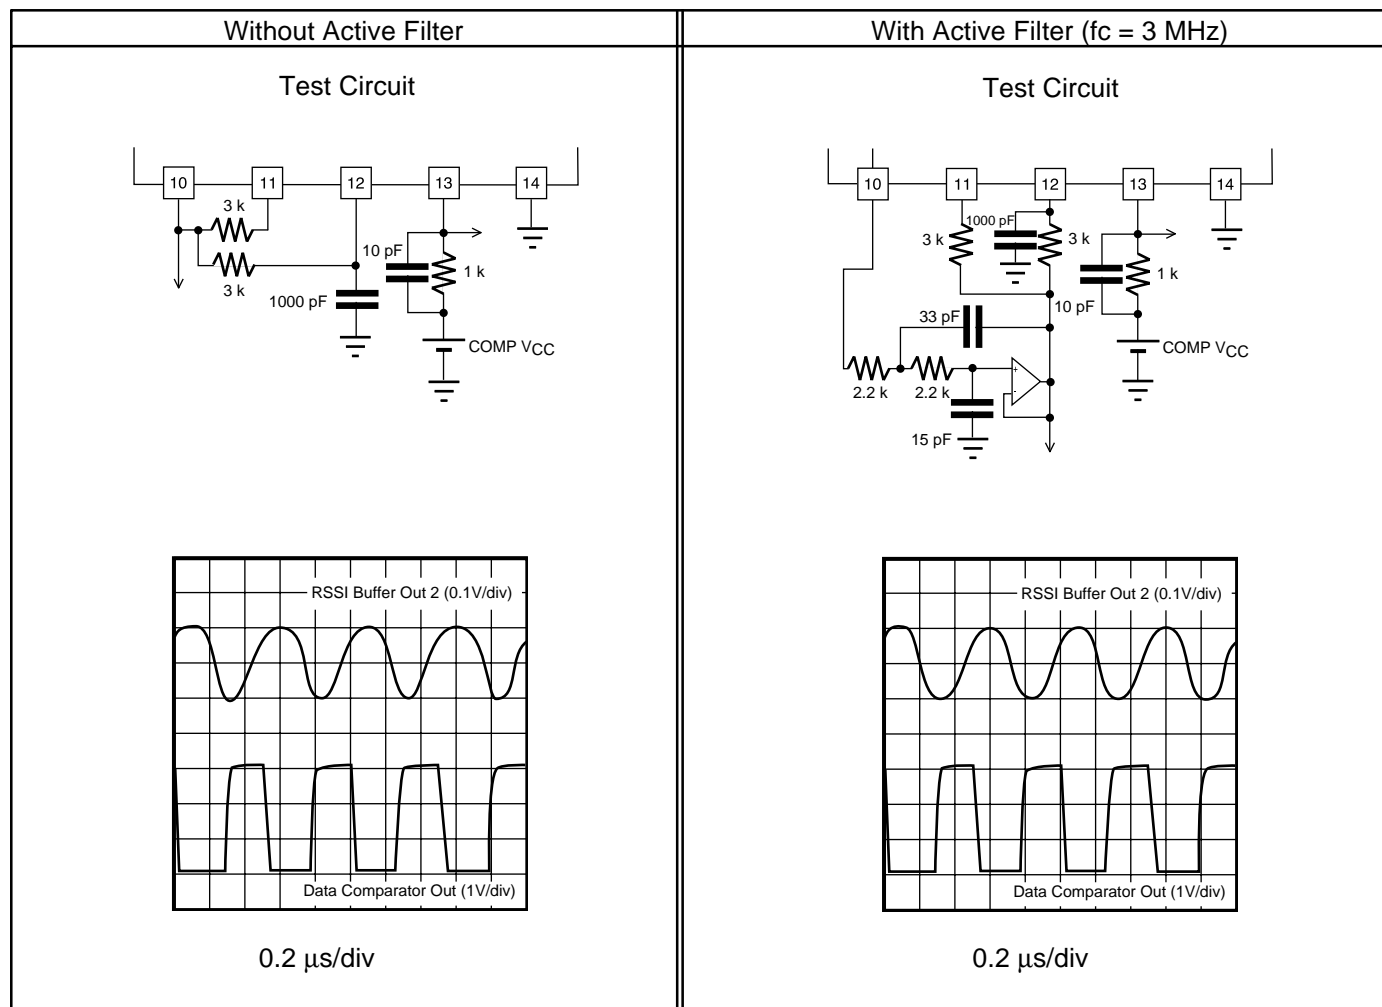 Without Active Filter
Test Circuit
10
11
12
13
14
3 k
3 k
10 pF
1 k
1000 pF
COMP VCC
RSSI Buffer Out 2 (0.1V/div)
Data Comparator Out (1V/div)
0.2 μs/div
With Active Filter (fc = 3 MHz)
Test Circuit
10
11
12
13
14
1000 pF
3 k
3 k
1 k
10 pF
33 pF
COMP VCC
2.2 k
2.2 k
+
-
15 pF
RSSI Buffer Out 2 (0.1V/div)
Data Comparator Out (1V/div)
0.2 μs/div